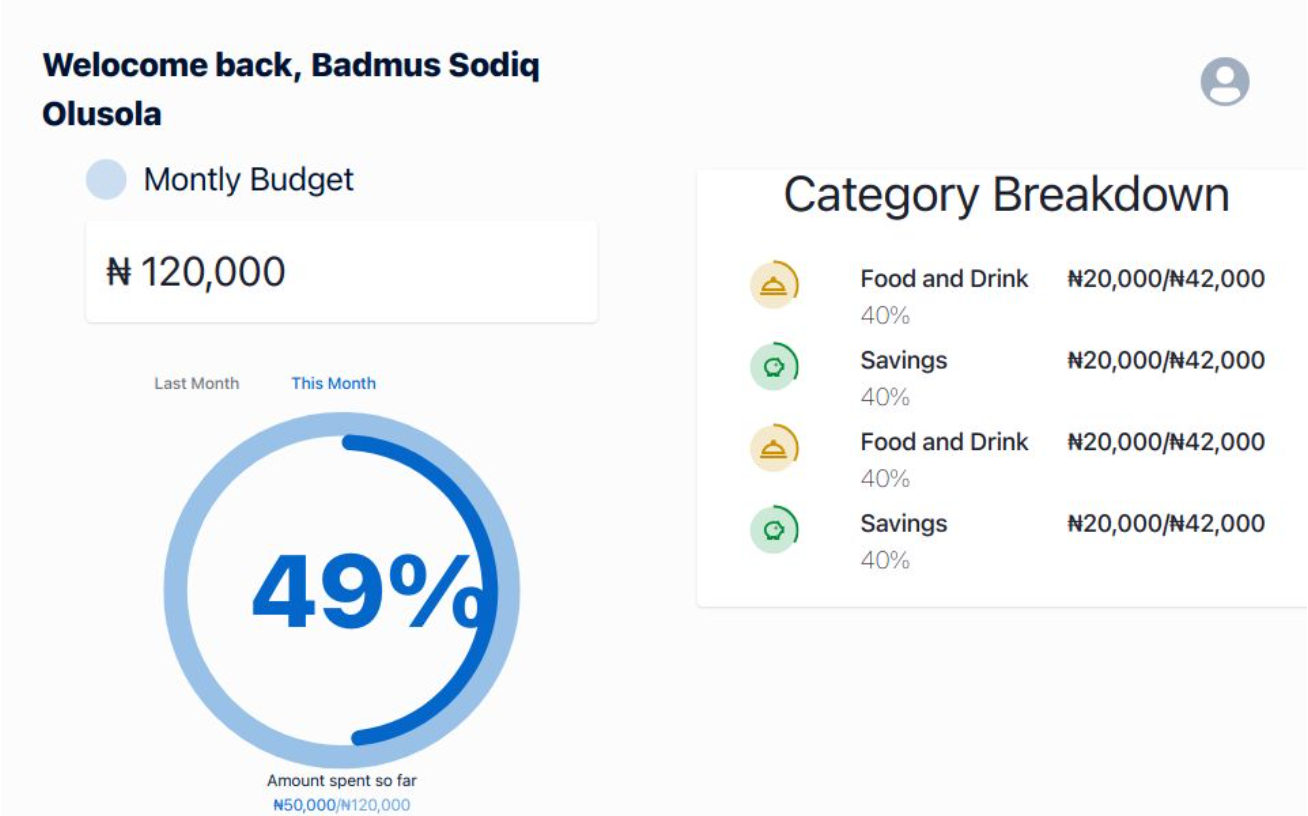 Welocome back, Badmus Sodiq
Olusola
Montly Budget
₦ 120,000
Last Month This Month
49%
Amount spent so far
₦50,000/₦120,000
Category Breakdown
Food and Drink ₦20,000/₦42,000
40%
Savings ₦20,000/₦42,000
40%
Food and Drink ₦20,000/₦42,000
40%
Savings ₦20,000/₦42,000
40%